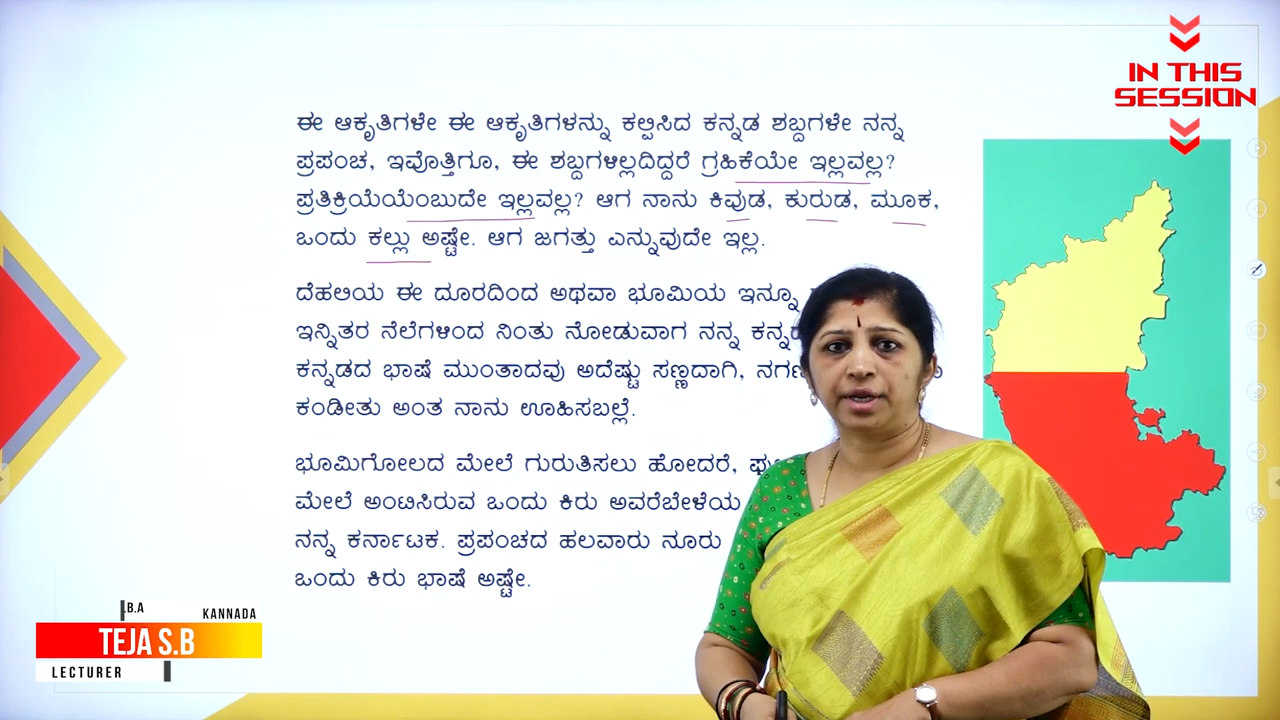 IN THIS
SESSION
ಈ ಆಕೃತಿಗಳೇ ಈ ಆಕೃತಿಗಳನ್ನು ಕಲ್ಪಿಸಿದ ಕನ್ನಡ ಶಬ್ದಗಳೇ ನನ್ನ
ಪ್ರಪಂಚ, ಇವೊತ್ತಿಗೂ, ಈ ಶಬ್ದಗಳಿಲ್ಲದಿದ್ದರೆ ಗ್ರಹಿಕೆಯೇ ಇಲ್ಲವಲ್ಲ?
ಪ್ರತಿಕ್ರಿಯೆಯೆಂಬುದೇ ಇಲ್ಲವಲ್ಲ? ಆಗ ನಾನು ಕಿವುಡ, ಕುರುಡ, ಮೂಕ,
ಒಂದು ಕಲ್ಲು ಅಷ್ಟೇ. ಆಗ ಜಗತ್ತು ಎನ್ನುವುದೇ ಇಲ್ಲ.
ದೆಹಲಿಯ ಈ ದೂರದಿಂದ ಅಥವಾ ಭೂಮಿಯ ಇನ್ನೂ
ಇನ್ನಿತರ ನೆಲೆಗಳಿಂದ ನಿಂತು ನೋಡುವಾಗ ನನ್ನ
ಕನ್ನಡದ ಭಾಷೆ ಮುಂತಾದವು ಅದೆಷ್ಟು ಸಣ್ಣದಾಗಿ,
ಕಂಡೀತು ಅಂತ ನಾನು ಊಹಿಸಬಲ್ಲೆ.
ಭೂಮಿಗೋಲದ ಮೇಲೆ ಗುರುತಿಸಲು ಹೋದರೆ,
ಮೇಲೆ ಅಂಟಿಸಿರುವ ಒಂದು ಕಿರು ಅವರೆಬೇಳೆಯ
ನನ್ನ ಕರ್ನಾಟಕ. ಪ್ರಪಂಚದ ಹಲವಾರು ನೂರು
ಒಂದು ಕಿರು ಭಾಷೆ ಅಷ್ಟೇ.
B.A
KANNADA
TEJA S.B
LECTURER